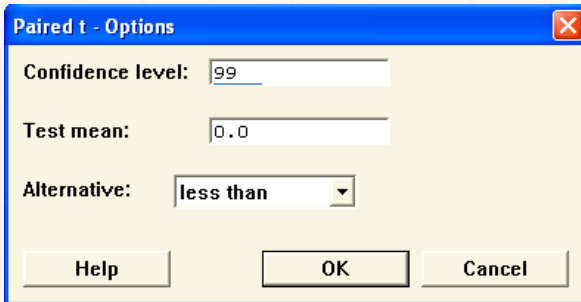 Paired t - Options
Confidence level: 99
Test mean: 0.0
Alternative: less than
Help OK Cancel